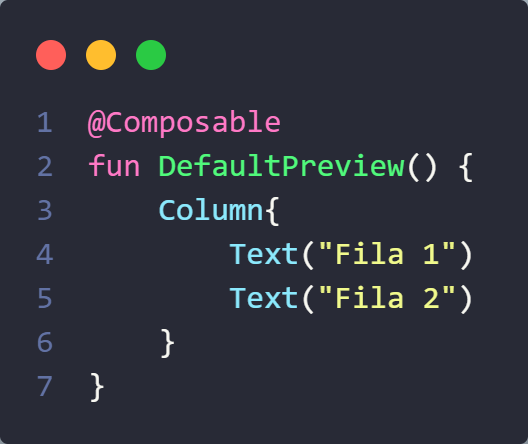 1 @Composable
2 fun DefaultPreview() {
3     Column{
4         Text("Fila 1")
5         Text("Fila 2")
6     }
7 }